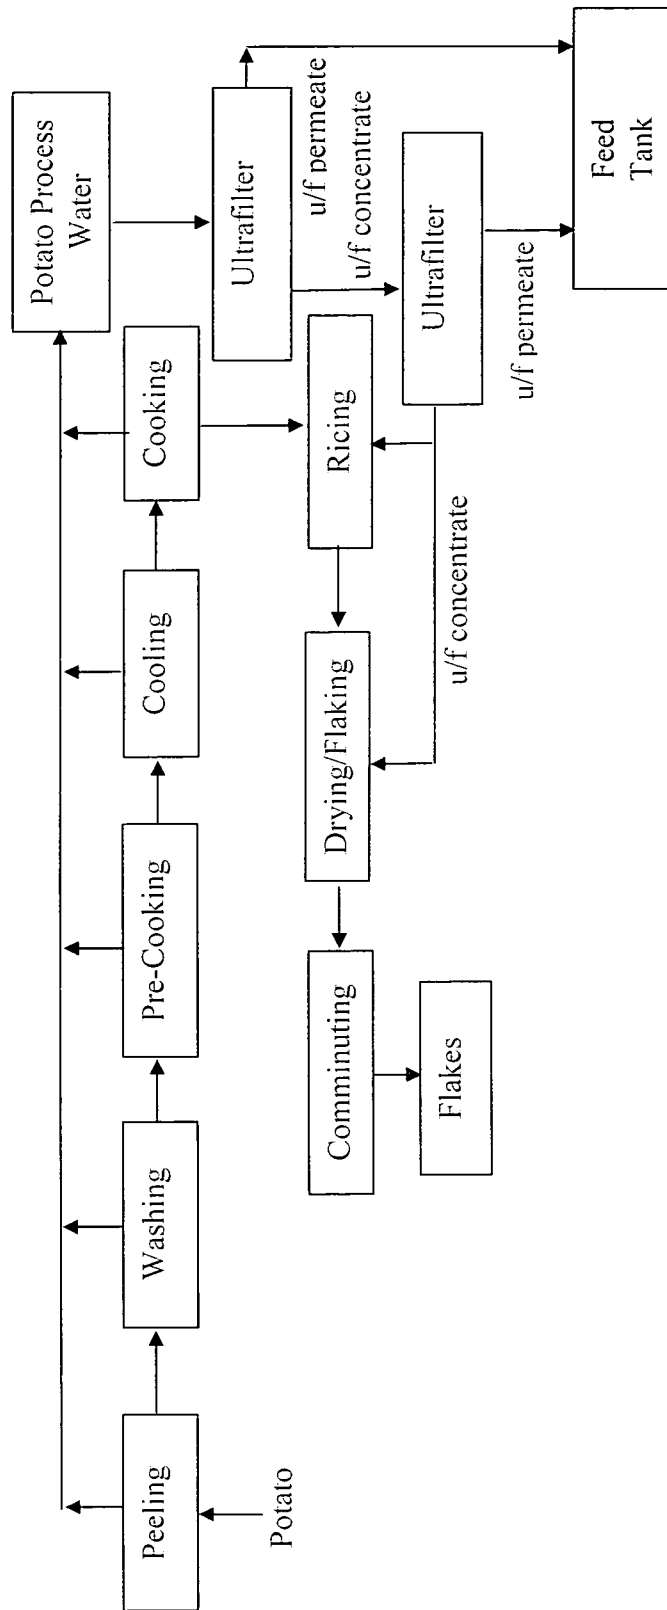 Potato
Peeling
Washing
Pre-Cooking
Cooling
Cooking
Potato Process
Water
Ultrafilter
u/f permeate
u/f concentrate
Ultrafilter
u/f permeate
Feed
Tank
u/f concentrate
Ricing
Drying/Flaking
Comminuting
Flakes